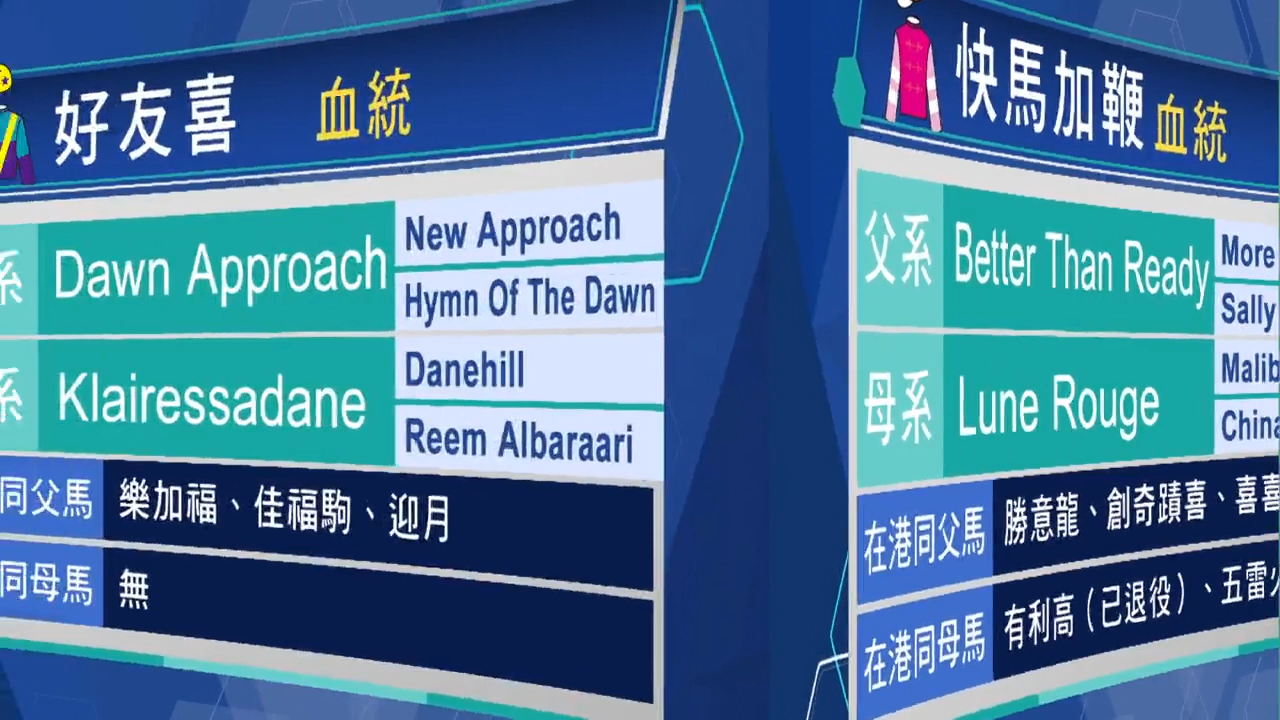 好友喜 血統
系 Dawn Approach
New Approach
Hymn Of The Dawn
系 Klairessadane
Danehill
Reem Albaraari
同父馬 樂加福、佳福駒、迎月
同母馬 無
快馬加鞭 血統
父系 Better Than Ready
More
Sally
母系 Lune Rouge
Malib
China
在港同父馬 勝意龍、創奇蹟喜、喜喜
在港同母馬 有利高(已退役)、五雷火